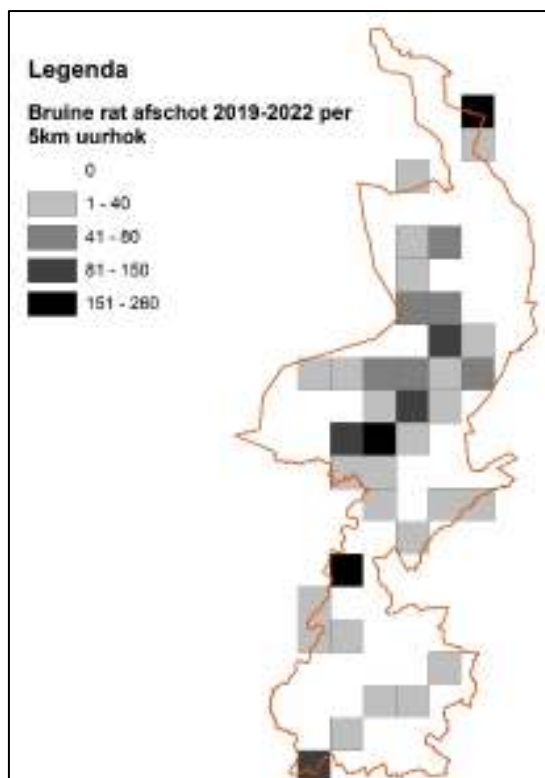 Legenda
Bruine rat afschot 2019-2022 per
5km uurhok
0
1 - 40
41 - 80
81 - 150
151 - 260